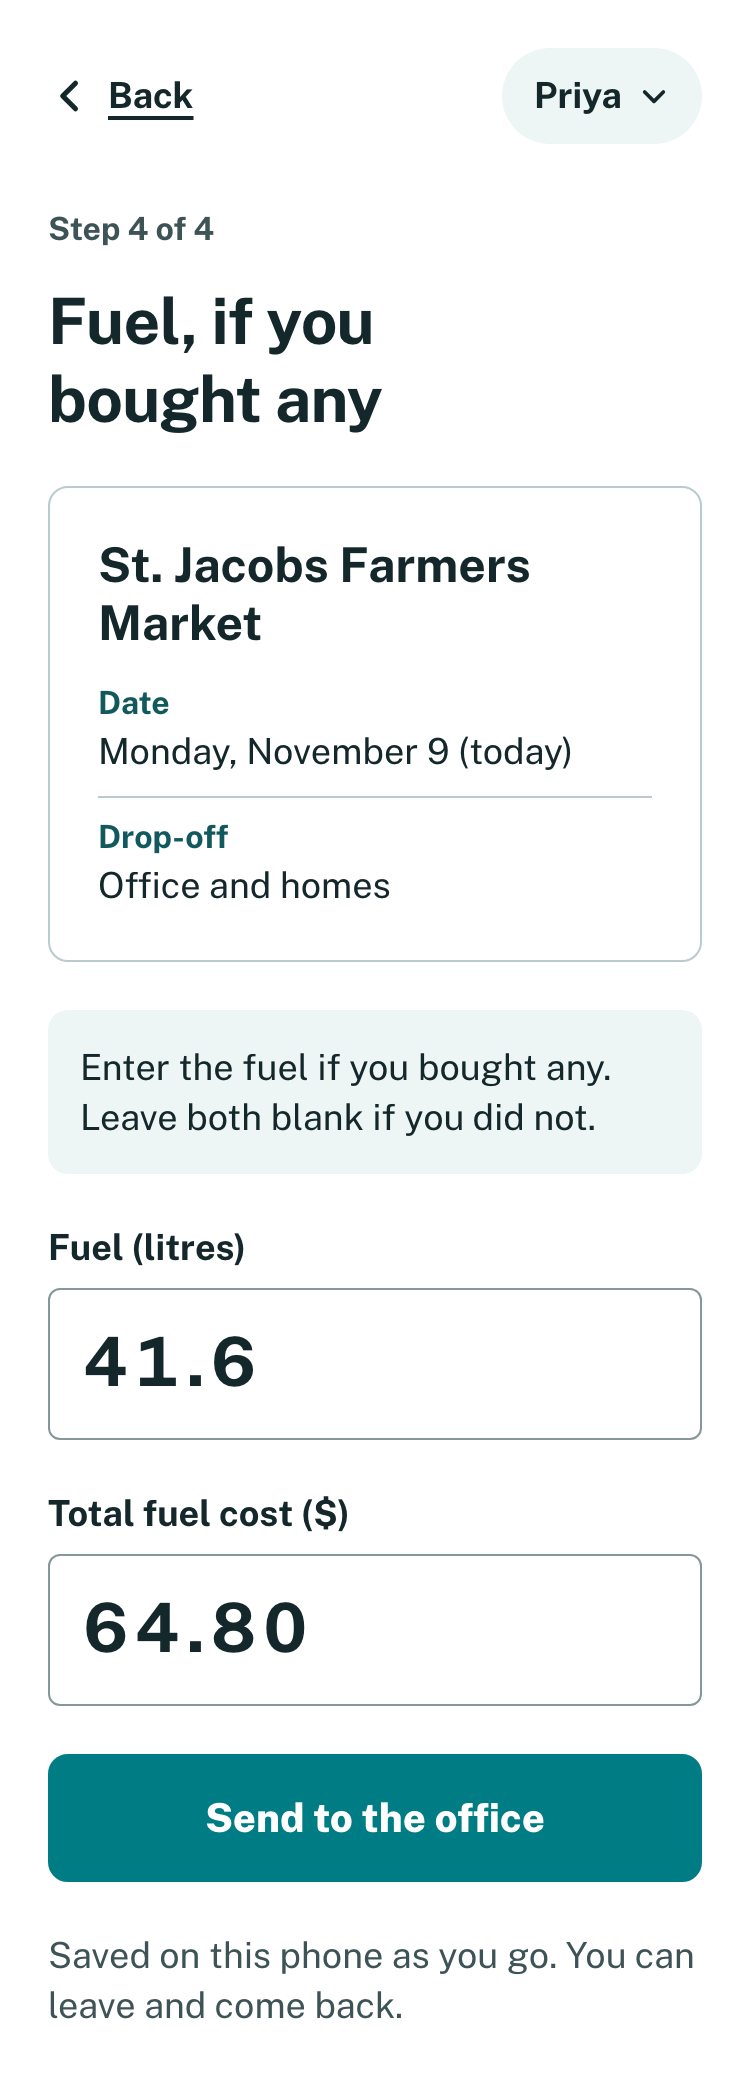 Back
Priya
Step 4 of 4
Fuel, if you
bought any
St. Jacobs Farmers
Market
Date
Monday, November 9 (today)
Drop-off
Office and homes
Enter the fuel if you bought any.
Leave both blank if you did not.
Fuel (litres)
41.6
Total fuel cost ($)
64.80
Send to the office
Saved on this phone as you go. You can
leave and come back.